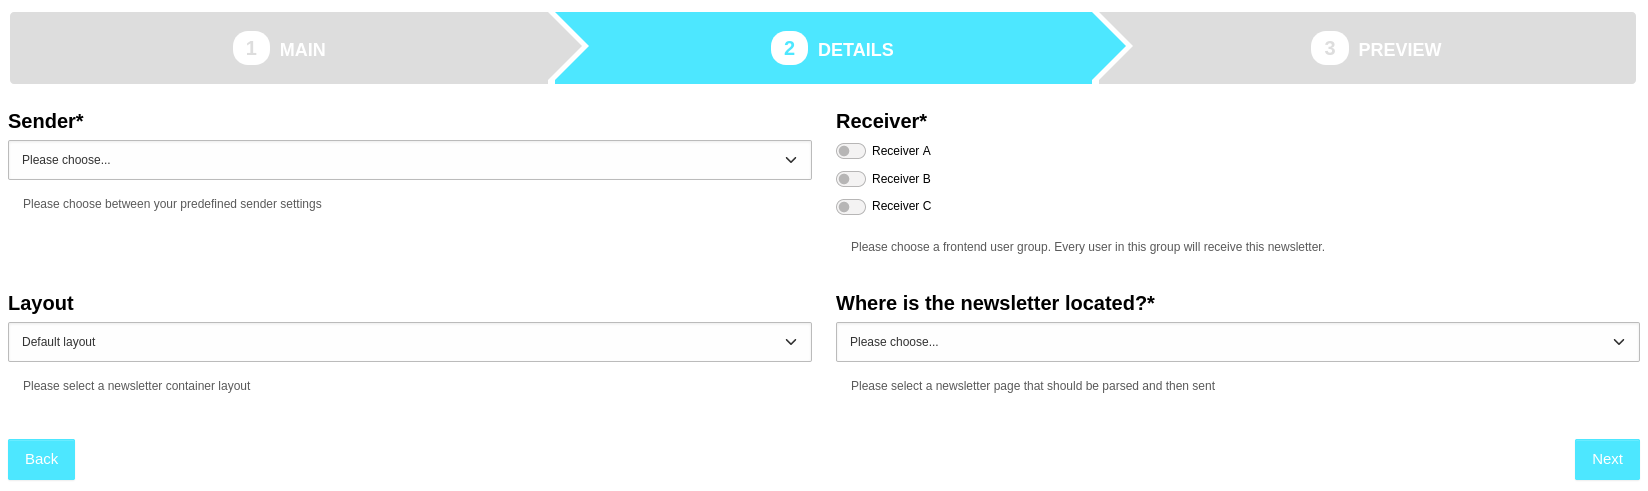 1 MAIN
2 DETAILS
3 PREVIEW
Sender*
Please choose...
Please choose between your predefined sender settings
Receiver*
Receiver A
Receiver B
Receiver C
Please choose a frontend user group. Every user in this group will receive this newsletter.
Layout
Default layout
Please select a newsletter container layout
Where is the newsletter located?*
Please choose...
Please select a newsletter page that should be parsed and then sent
Back
Next